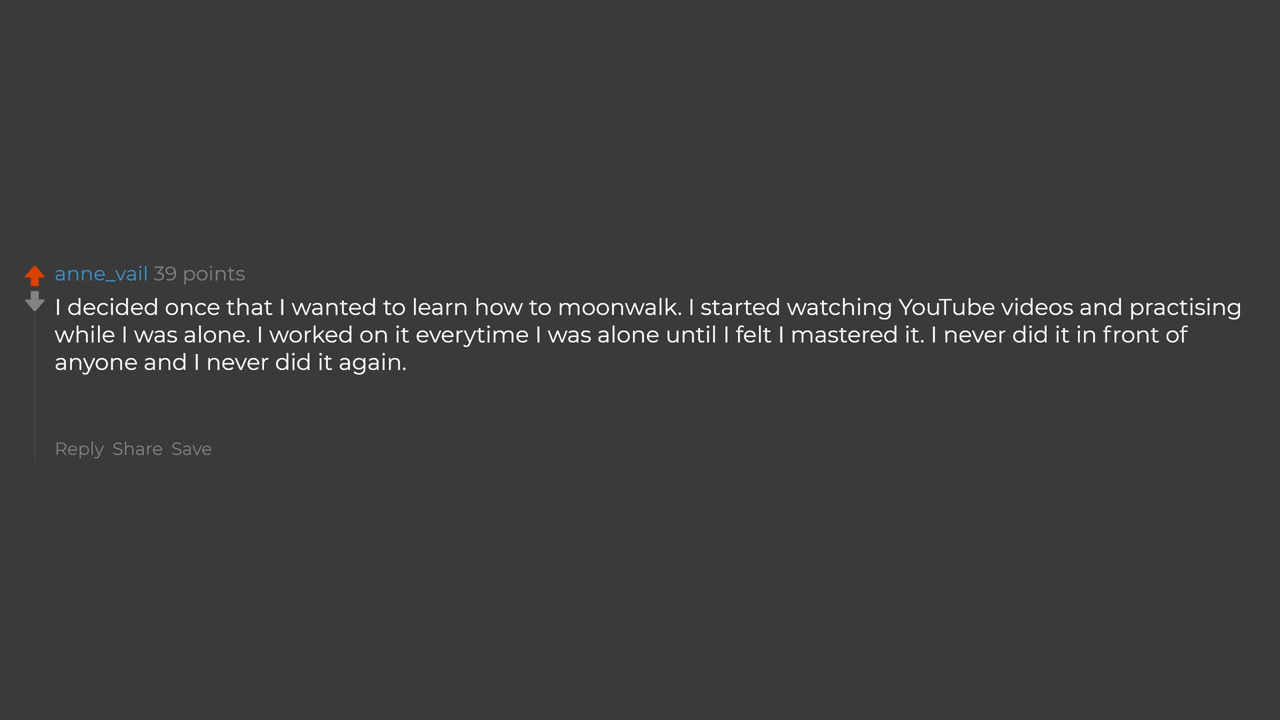 anne_vail 39 points
I decided once that I wanted to learn how to moonwalk. I started watching YouTube videos and practising
while I was alone. I worked on it everytime I was alone until I felt I mastered it. I never did it in front of
anyone and I never did it again.
Reply Share Save